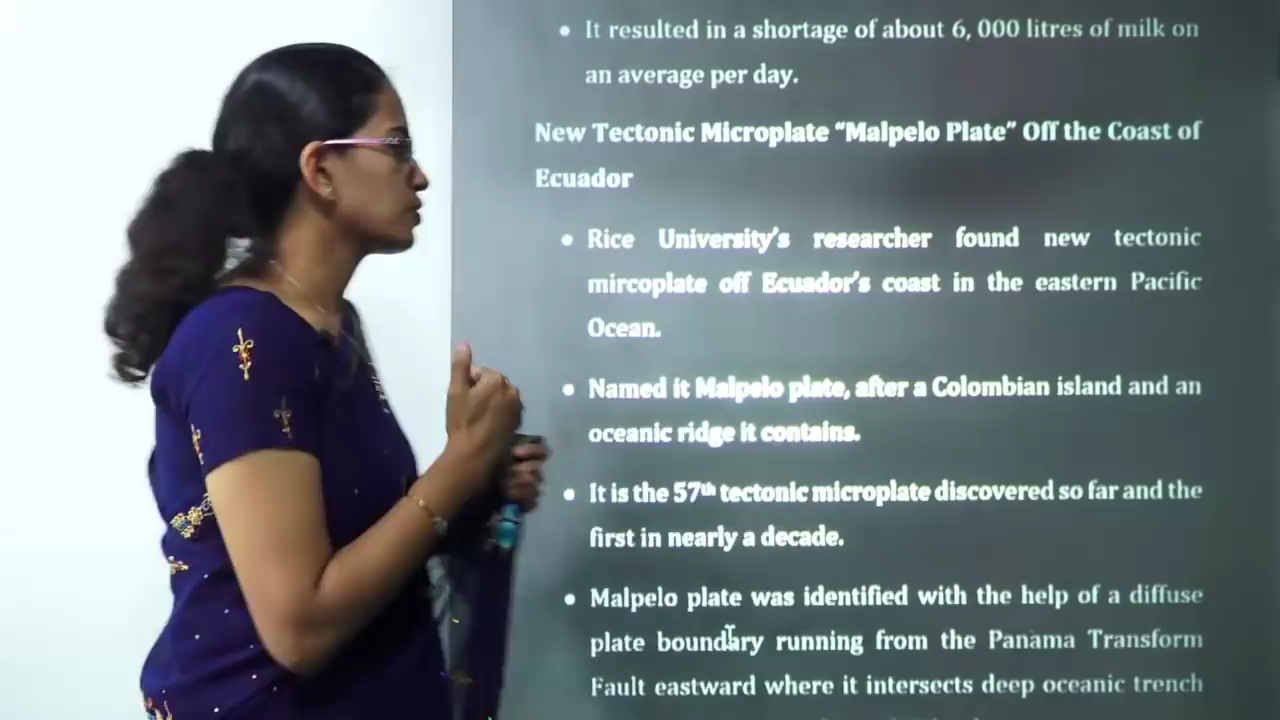 It resulted in a shortage of about 6, 000 litres of milk on
an average per day.
New Tectonic Microplate “Malpelo Plate” Off the Coast of
Ecuador
Rice University’s researcher found new tectonic
mircoplate off Ecuador’s coast in the eastern Pacific
Ocean.
Named it Malpelo plate, after a Colombian island and an
oceanic ridge it contains.
It is the 57th tectonic microplate discovered so far and the
first in nearly a decade.
Malpelo plate was identified with the help of a diffuse
plate boundary running from the Panama Transform
Fault eastward where it intersects deep oceanic trench